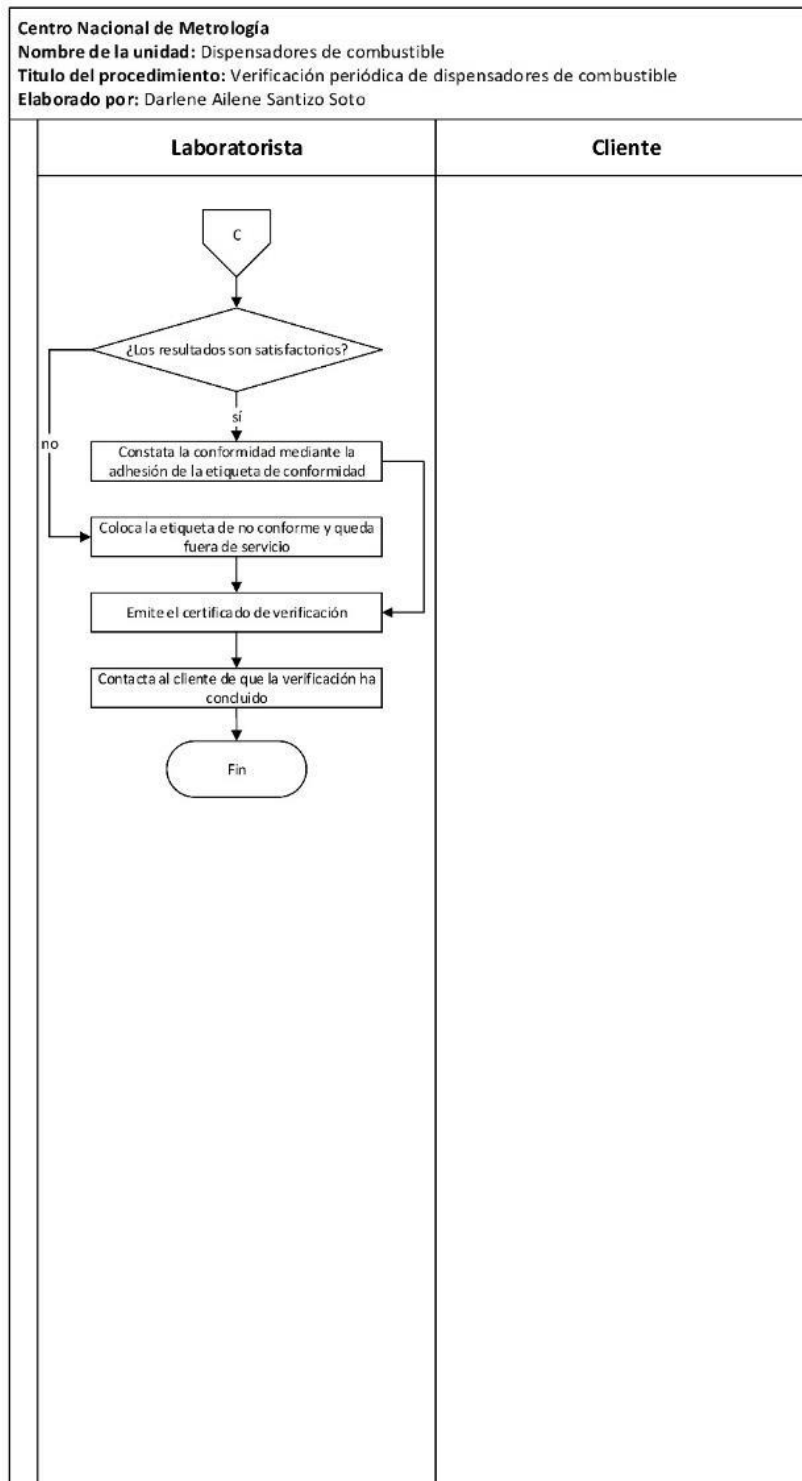 Centro Nacional de Metrología
Nombre de la unidad: Dispensadores de combustible
Titulo del procedimiento: Verificación periódica de dispensadores de combustible
Elaborado por: Darlene Ailene Santizo Soto
Laboratorista
Cliente
C
¿Los resultados son satisfactorios?
sí
no
Constata la conformidad mediante la
adhesión de la etiqueta de conformidad
Coloca la etiqueta de no conforme y queda
fuera de servicio
Emite el certificado de verificación
Contacta al cliente de que la verificación ha
concluido
Fin